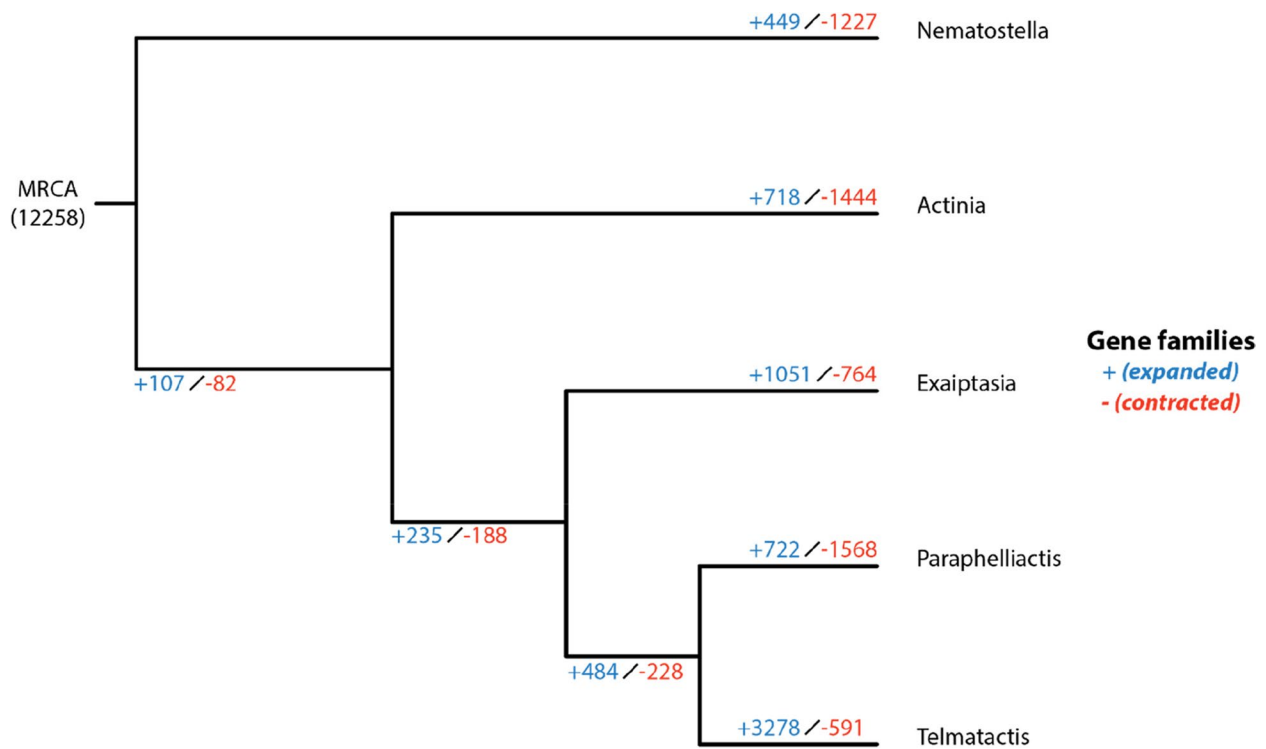 +449 /-1227
Nematostella
MRCA
(12258)
+718 /-1444
Actinia
+107 /-82
+1051 /-764
Exaiptasia
Gene families
+ (expanded)
- (contracted)
+235 /-188
+722 /-1568
Paraphelliactis
+484 /-228
+3278 /-591
Telmatactis